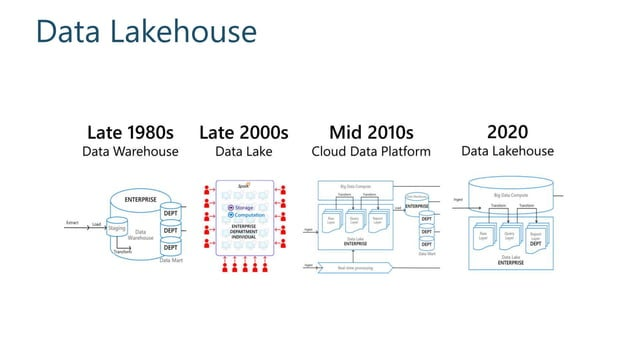 Data Lakehouse
Late 1980s
Data Warehouse
Late 2000s
Data Lake
Mid 2010s
Cloud Data Platform
2020
Data Lakehouse
ENTERPRISE
Extract
Load
Staging
Data
Warehouse
Transform
DEPT
DEPT
DEPT
Data Mart
Spark
Storage
Computation
ENTERPRISE
DEPARTMENT
INDIVIDUAL
Big Data Compute
Transform
Transform
Ingest
Raw
Layer
Query
Layer
Report
Layer
Data Lake
ENTERPRISE
Load
Data Warehouse
ENTERPRISE
DEPT
DEPT
DEPT
Data Mart
Ingest
Real-time processing
Big Data Compute
Ingest
Transform
Transform
Raw
Layer
Query
Layer
Report
Layer
DEPT
Data Lake
ENTERPRISE